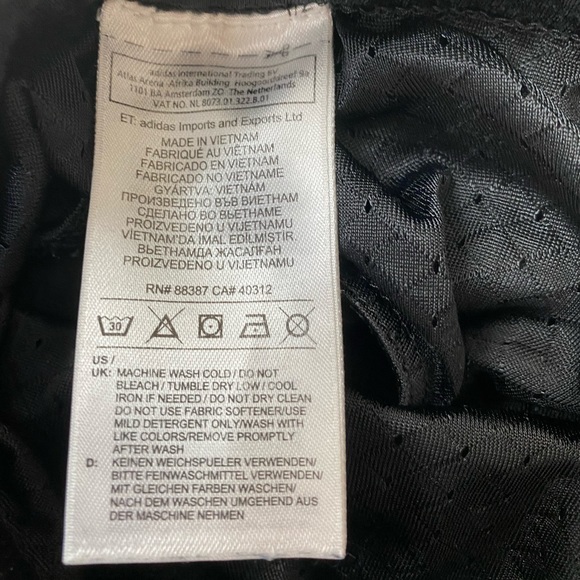 adidas International Trading BV
Atlas Arena Afrika Building Hoogoorddreef 9a
1101 BA Amsterdam ZO The Netherlands
VAT NO. NL 8073.01.322.B.01
ET: adidas Imports and Exports Ltd
MADE IN VIETNAM
FABRIQUÉ AU VIÊTNAM
FABRICADO EN VIETNAM
FABRICADO NO VIETNAME
GYÁRTVA: VIETNÁM
ПРОИЗВЕДЕНО ВЪВ ВИЕТНАМ
СДЕЛАНО ВО ВЬЕТНАМЕ
PROIZVEDENO U VIJETNAMU
VIETNAM'DA IMAL EDİLMİŞTİR.
ВЬЕТНАМДА ЖАСАЛҒАН
PROIZVEDENO U VIJETNAMU
RN# 88387 CA# 40312
30
US /
UK: MACHINE WASH COLD / DO NOT
BLEACH / TUMBLE DRY LOW / COOL
IRON IF NEEDED / DO NOT DRY CLEAN
DO NOT USE FABRIC SOFTENER/USE
MILD DETERGENT ONLY/WASH WITH
LIKE COLORS/REMOVE PROMPTLY
AFTER WASH
D: KEINEN WEICHSPUELER VERWENDEN/
BITTE FEINWASCHMITTEL VERWENDEN/
MIT GLEICHEN FARBEN WASCHEN/
NACH DEM WASCHEN UMGEHEND AUS
DER MASCHINE NEHMEN